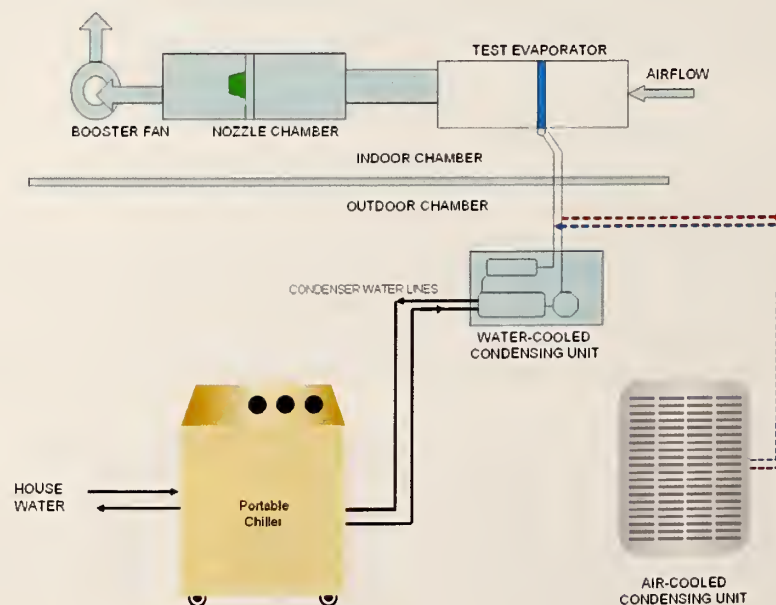 TEST EVAPORATOR
AIRFLOW
BOOSTER FAN
NOZZLE CHAMBER
INDOOR CHAMBER
OUTDOOR CHAMBER
CONDENSER WATER LINES
WATER-COOLED
CONDENSING UNIT
HOUSE
WATER
Portable
Chiller
AIR-COOLED
CONDENSING UNIT